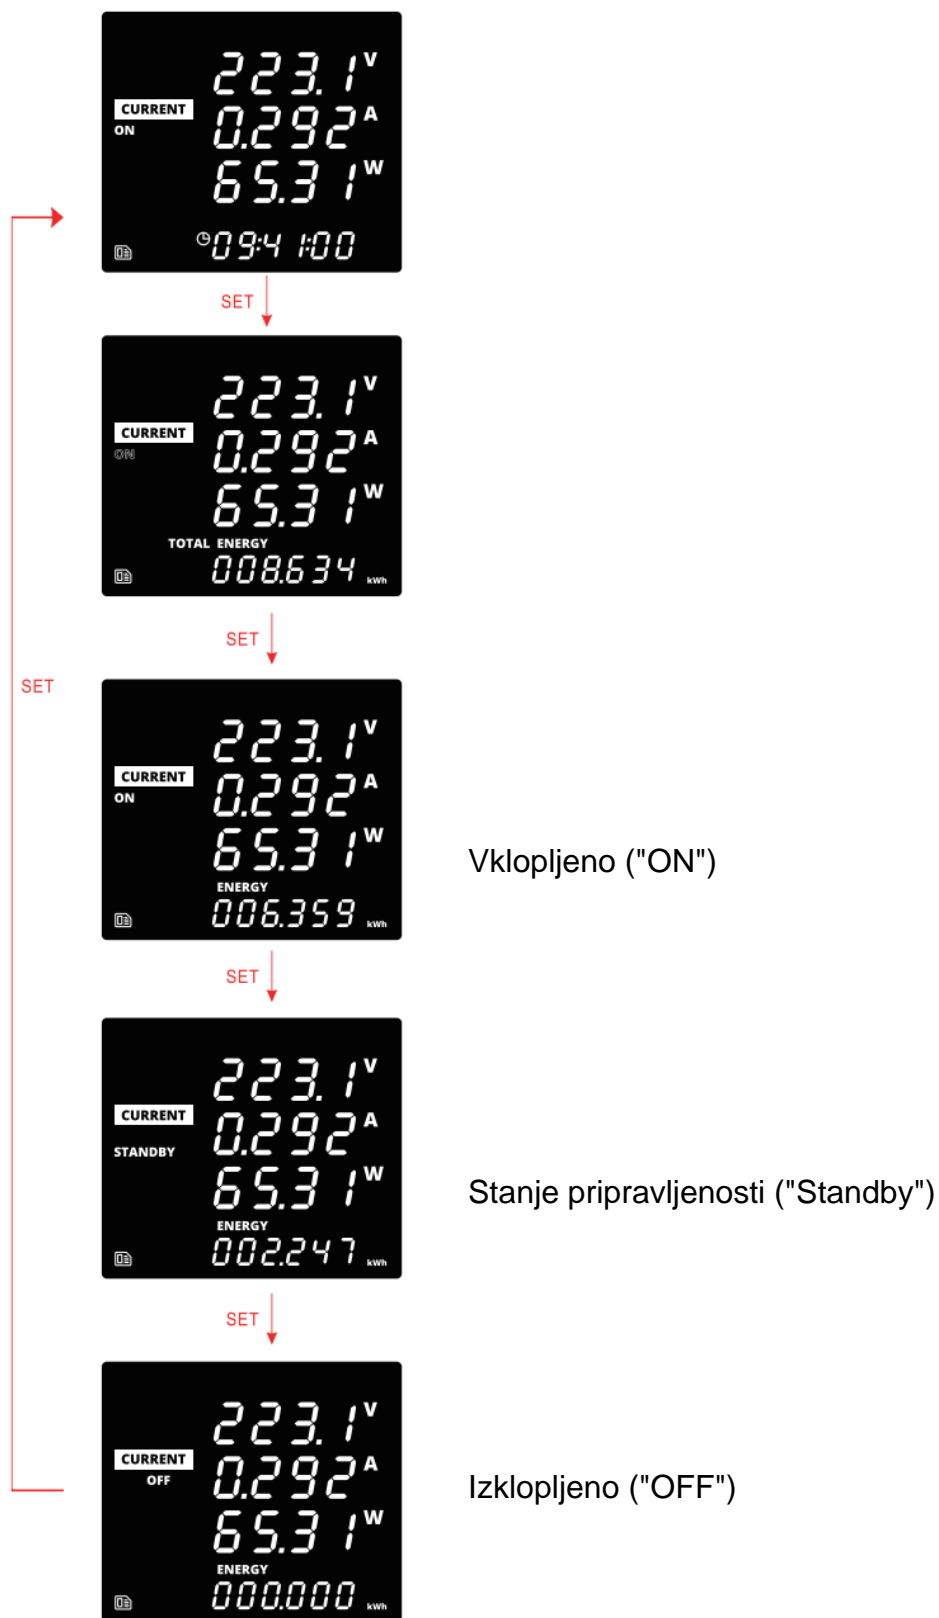 223.1 V
CURRENT
0.292 A
ON
65.31 W
09:41:00
SET
223.1 V
CURRENT
0.292 A
ON
65.31 W
TOTAL ENERGY
008.634 kWh
SET
SET
223.1 V
CURRENT
0.292 A
ON
65.31 W
Vklopljeno ("ON")
ENERGY
006.359 kWh
SET
223.1 V
CURRENT
0.292 A
STANDBY
65.31 W
Stanje pripravljenosti ("Standby")
ENERGY
002.247 kWh
SET
223.1 V
CURRENT
0.292 A
OFF
Izklopljeno ("OFF")
65.31 W
ENERGY
000.000 kWh